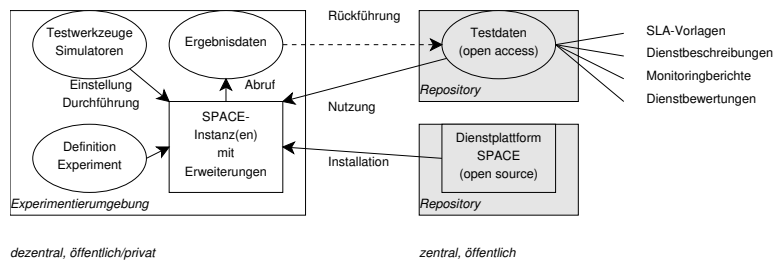 Testwerkzeuge
Simulatoren
Ergebnisdaten
Rückführung
Testdaten
(open access)
SLA-Vorlagen
Dienstbeschreibungen
Monitoringberichte
Dienstbewertungen
Einstellung
Durchführung
Abruf
Repository
Nutzung
SPACE-
Instanz(en)
mit
Erweiterungen
Definition
Experiment
Installation
Dienstplattform
SPACE
(open source)
Experimentierumgebung
Repository
dezentral, öffentlich/privat
zentral, öffentlich